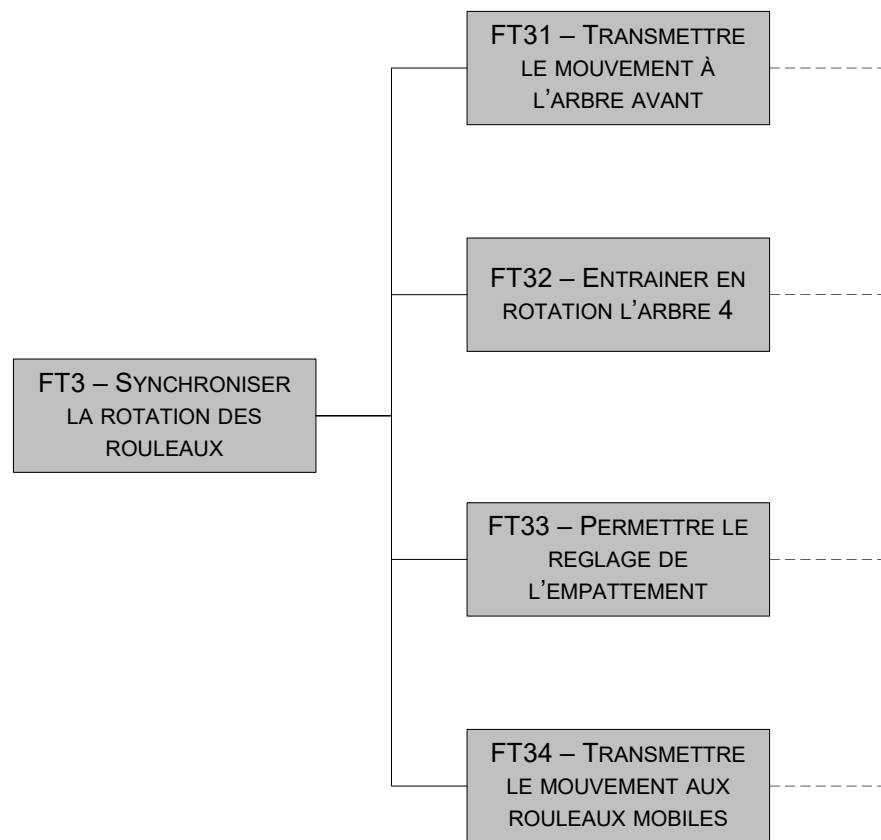 FT31 – TRANSMETTRE
LE MOUVEMENT À
L'ARBRE AVANT
FT32 – ENTRAINER EN
ROTATION L'ARBRE 4
FT3 – SYNCHRONISER
LA ROTATION DES
ROULEAUX
FT33 – PERMETTRE LE
REGLAGE DE
L'EMPATTEMENT
FT34 – TRANSMETTRE
LE MOUVEMENT AUX
ROULEAUX MOBILES